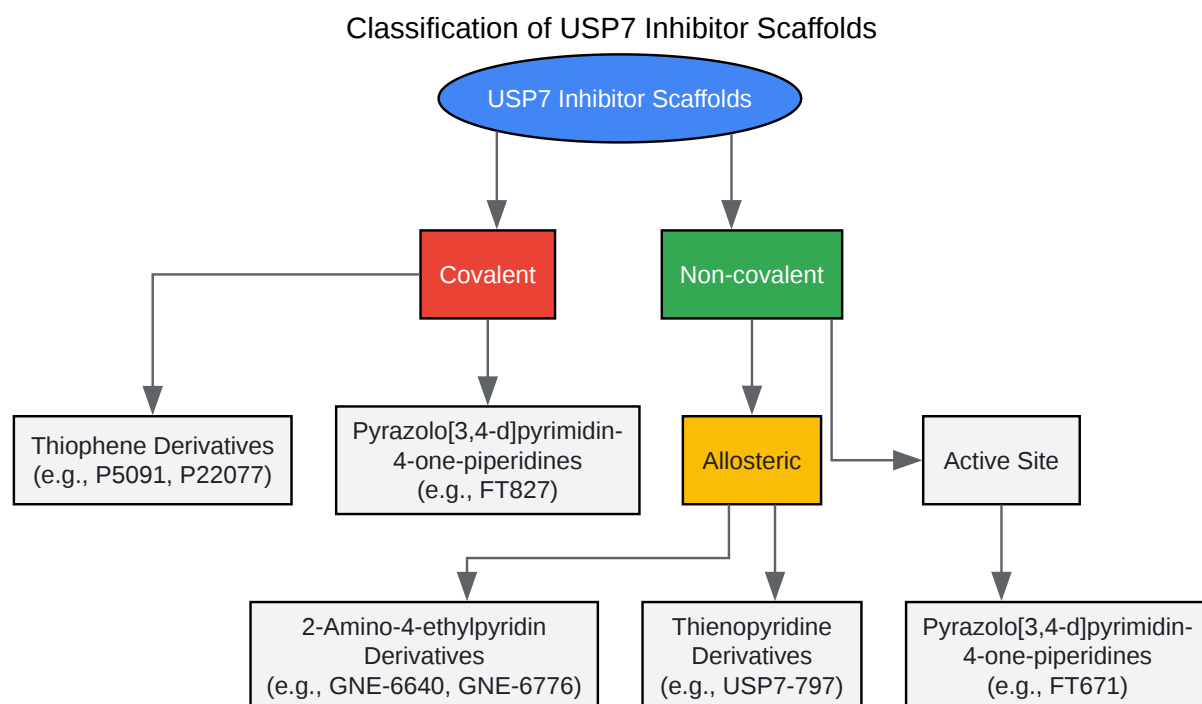 Classification of USP7 Inhibitor Scaffolds
USP7 Inhibitor Scaffolds
Covalent
Non-covalent
Thiophene Derivatives
(e.g., P5091, P22077)
Pyrazolo[3,4-d]pyrimidin-
4-one-piperidines
(e.g., FT827)
Allosteric
Active Site
2-Amino-4-ethylpyridin
Derivatives
(e.g., GNE-6640, GNE-6776)
Thienopyridine
Derivatives
(e.g., USP7-797)
Pyrazolo[3,4-d]pyrimidin-
4-one-piperidines
(e.g., FT671)